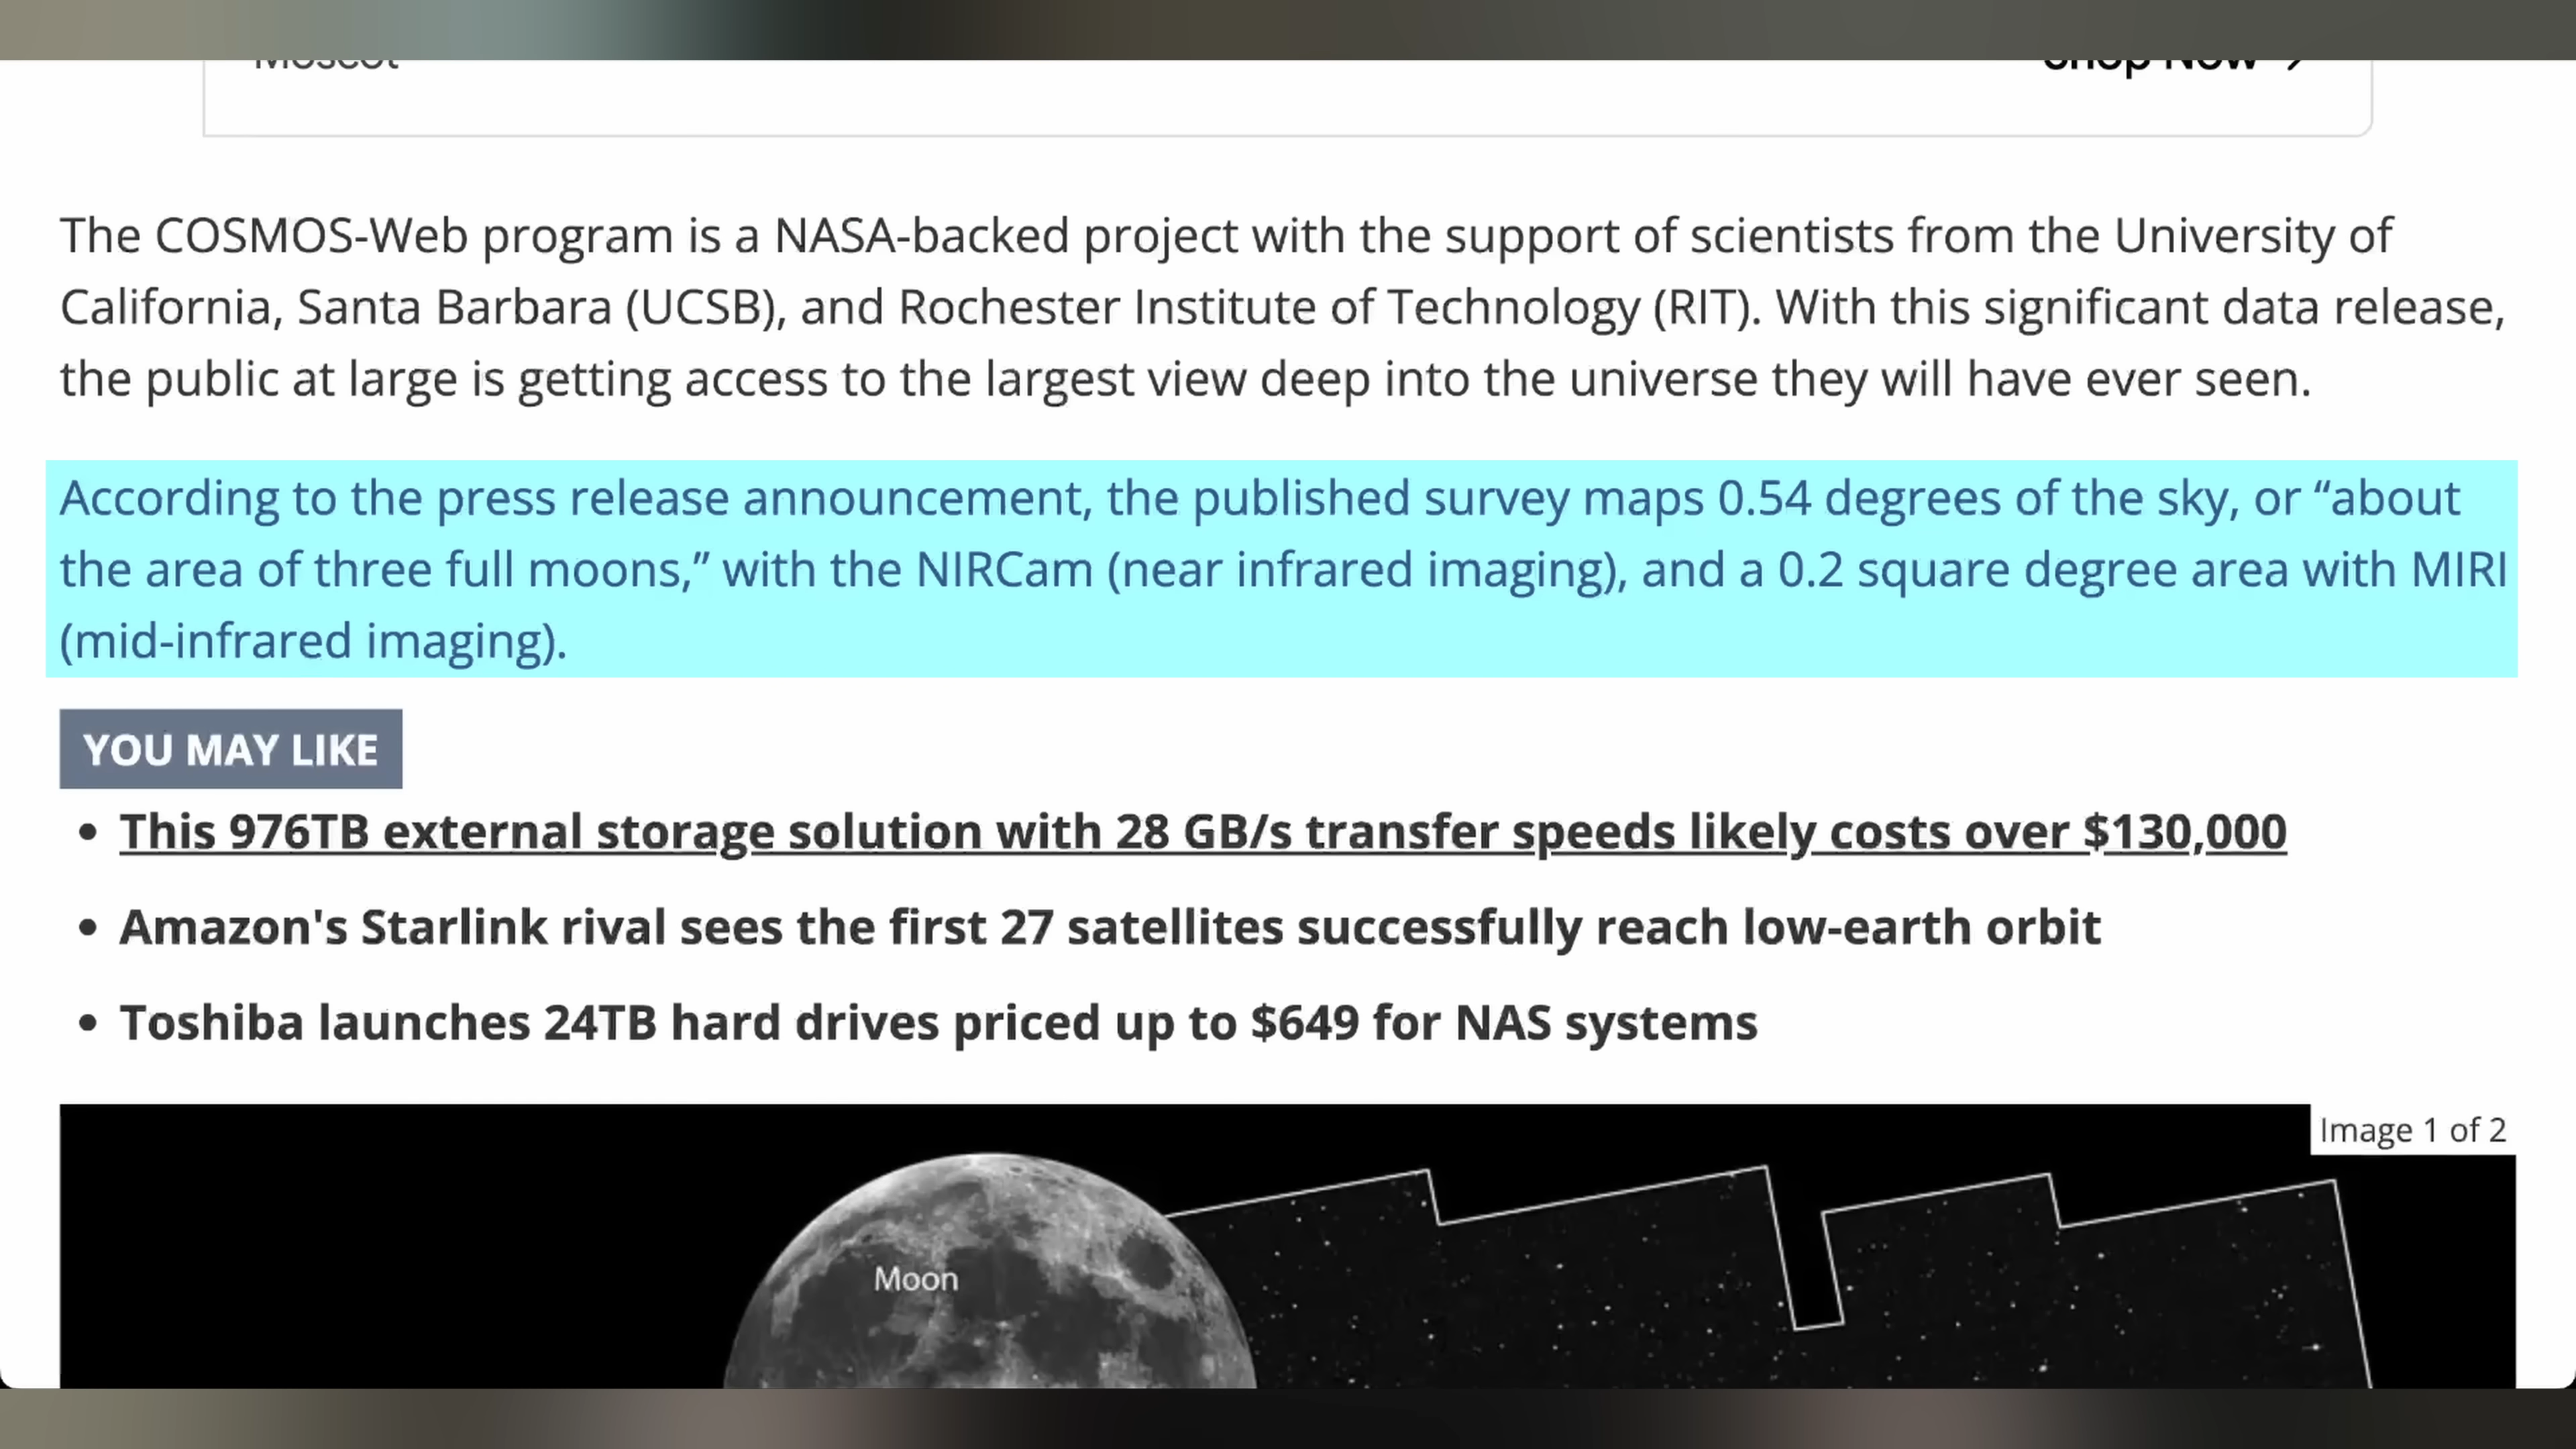 Moscot
Shop Now
The COSMOS-Web program is a NASA-backed project with the support of scientists from the University of
California, Santa Barbara (UCSB), and Rochester Institute of Technology (RIT). With this significant data release,
the public at large is getting access to the largest view deep into the universe they will have ever seen.
According to the press release announcement, the published survey maps 0.54 degrees of the sky, or “about
the area of three full moons,” with the NIRCam (near infrared imaging), and a 0.2 square degree area with MIRI
(mid-infrared imaging).
YOU MAY LIKE
• This 976TB external storage solution with 28 GB/s transfer speeds likely costs over $130,000
• Amazon's Starlink rival sees the first 27 satellites successfully reach low-earth orbit
• Toshiba launches 24TB hard drives priced up to $649 for NAS systems
Image 1 of 2
Moon